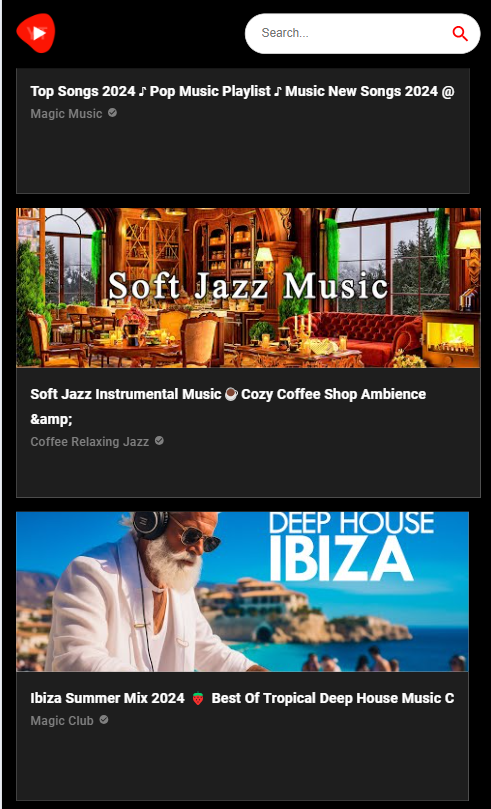 Search...
Top Songs 2024 ♪ Pop Music Playlist ♪ Music New Songs 2024 @
Magic Music
Soft Jazz Music
Soft Jazz Instrumental Music ☕ Cozy Coffee Shop Ambience
&amp;
Coffee Relaxing Jazz
DEEP HOUSE
IBIZA
Ibiza Summer Mix 2024 🍓 Best Of Tropical Deep House Music C
Magic Club